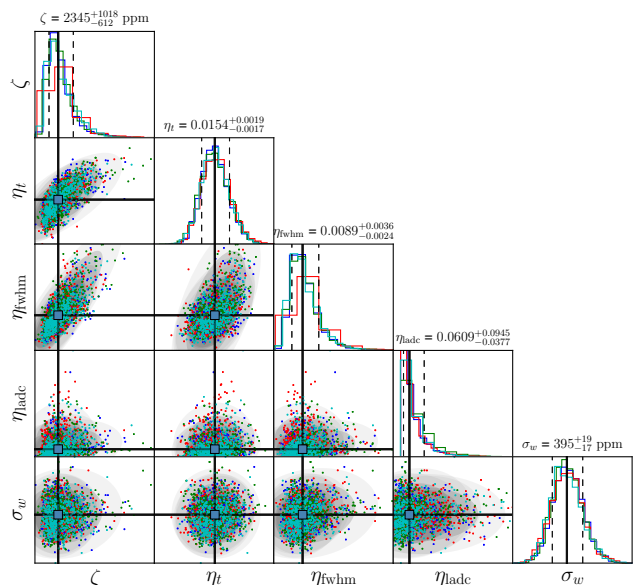 ζ = 2345 +1018 −612 ppm
ζ
η_t = 0.0154 +0.0019 −0.0017
η_t
η_fwhm = 0.0089 +0.0036 −0.0024
η_fwhm
η_ladc = 0.0609 +0.0945 −0.0377
η_ladc
σ_w = 395 +19 −17 ppm
σ_w
ζ η_t η_fwhm η_ladc σ_w